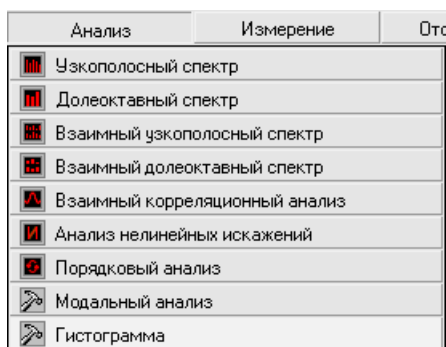 Анализ Измерение Ото
Узкополосный спектр
Долеоктавный спектр
Взаимный узкополосный спектр
Взаимный долеоктавный спектр
Взаимный корреляционный анализ
Анализ нелинейных искажений
Порядковый анализ
Модальный анализ
Гистограмма